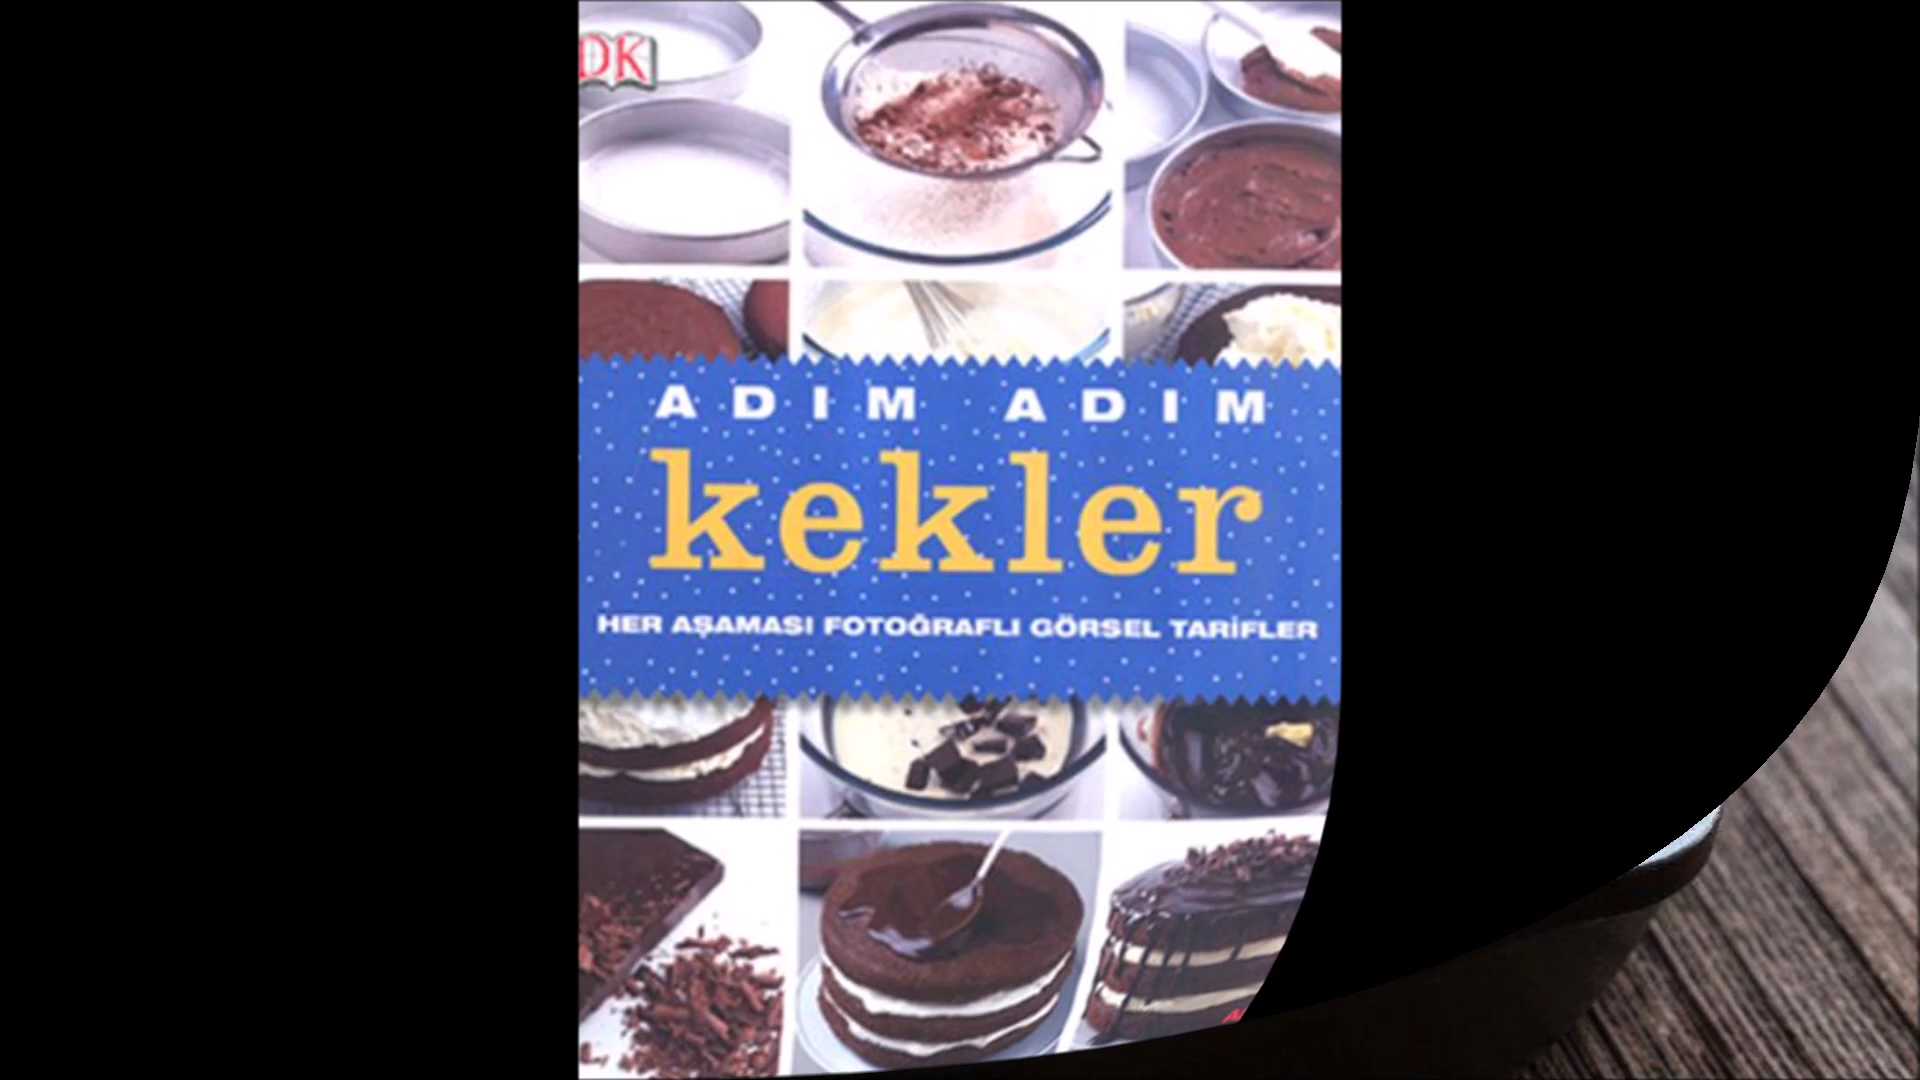 DK
ADIM ADIM
kekler
HER AŞAMASI FOTOĞRAFLI GÖRSEL TARİFLER